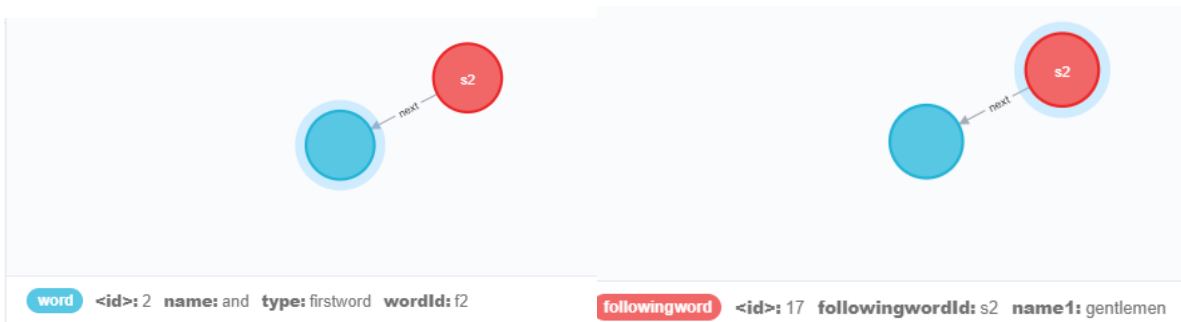 s2
next
word <id>: 2 name: and type: firstword wordId: f2
s2
next
followingword <id>: 17 followingwordId: s2 name1: gentlemen